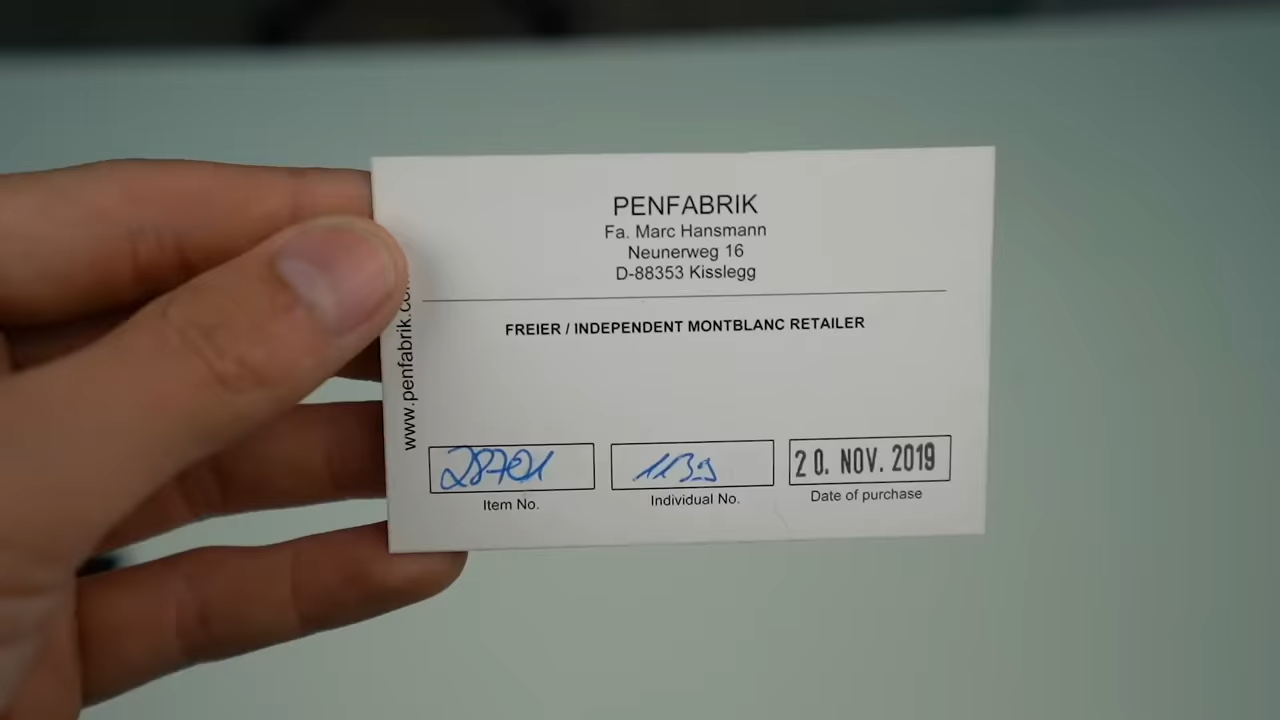 PENFABRIK
Fa. Marc Hansmann
Neunerweg 16
D-88353 Kisslegg
FREIER / INDEPENDENT MONTBLANC RETAILER
www.penfabrik.co
28701
20. NOV. 2019
Item No.
Individual No.
Date of purchase